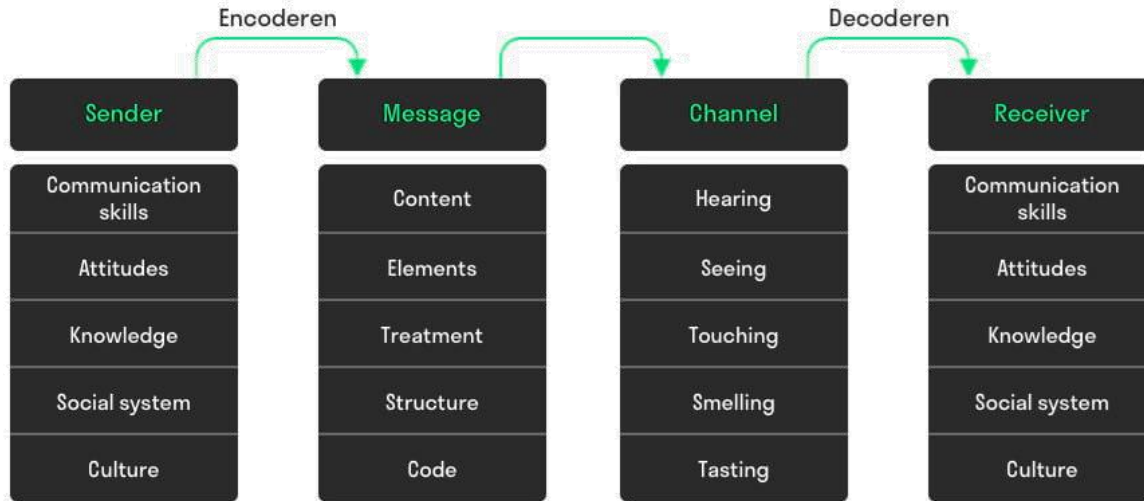 Encoderen
Decoderen
Sender
Message
Channel
Receiver
Communication
skills
Content
Hearing
Communication
skills
Attitudes
Elements
Seeing
Attitudes
Knowledge
Treatment
Touching
Knowledge
Social system
Structure
Smelling
Social system
Culture
Code
Tasting
Culture